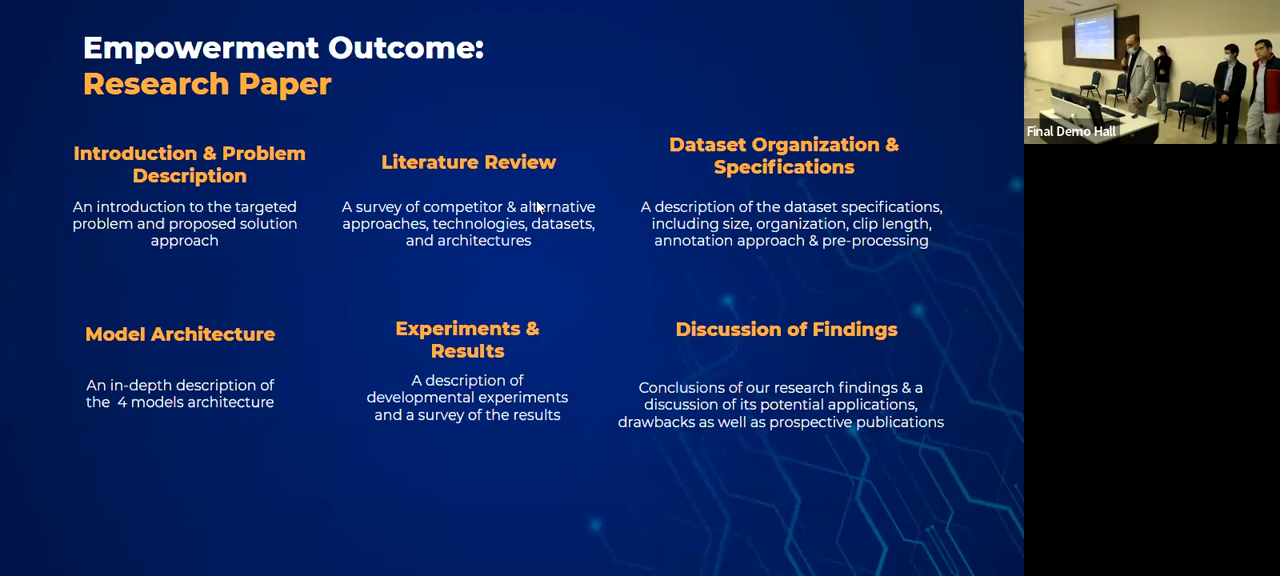 Empowerment Outcome:
Research Paper
Introduction & Problem
Description
An introduction to the targeted
problem and proposed solution
approach
Literature Review
A survey of competitor & alternative
approaches, technologies, datasets,
and architectures
Dataset Organization &
Specifications
A description of the dataset specifications,
including size, organization, clip length,
annotation approach & pre-processing
Model Architecture
An in-depth description of
the  4 models architecture
Experiments &
Results
A description of
developmental experiments
and a survey of the results
Discussion of Findings
Conclusions of our research findings & a
discussion of its potential applications,
drawbacks as well as prospective publications
Final Demo Hall